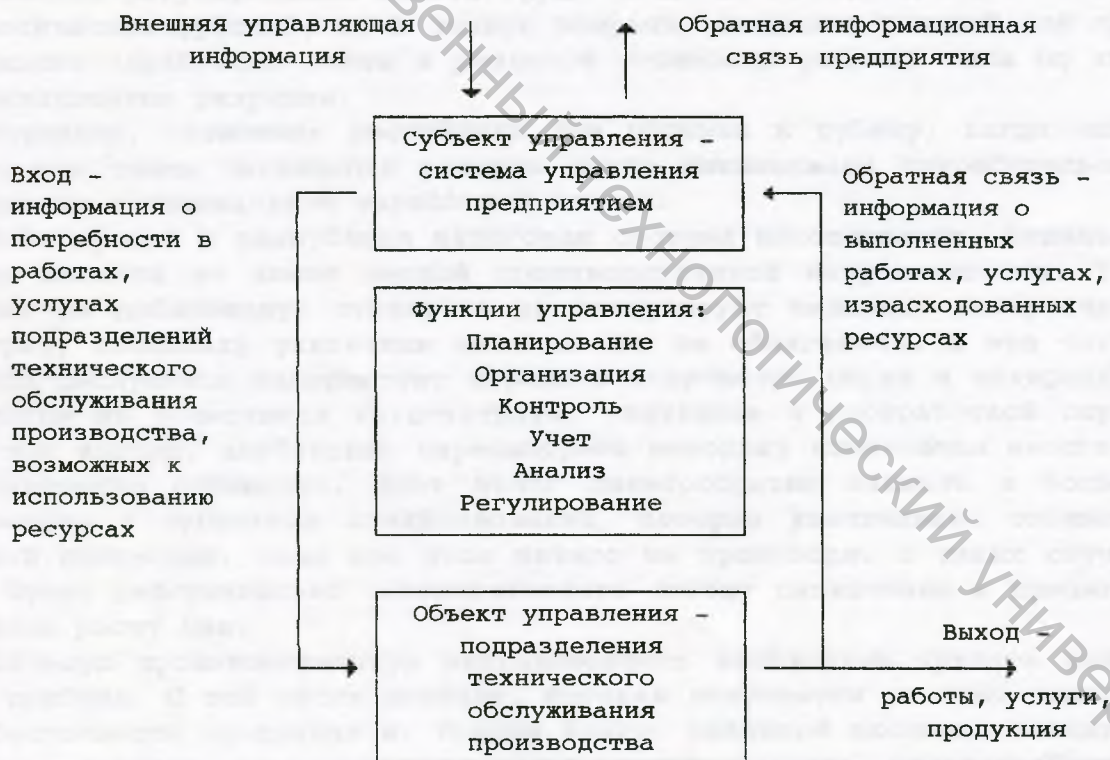 Внешняя управляющая
информация
Обратная информационная
связь предприятия
Субъект управления –
система управления
предприятием
Вход –
информация о
потребности в
работах,
услугах
подразделений
технического
обслуживания
производства,
возможных к
использованию
ресурсах
Обратная связь –
информация о
выполненных
работах, услугах,
израсходованных
ресурсах
Функции управления:
Планирование
Организация
Контроль
Учет
Анализ
Регулирование
Объект управления –
подразделения
технического
обслуживания
производства
Выход –
работы, услуги,
продукция
технологический